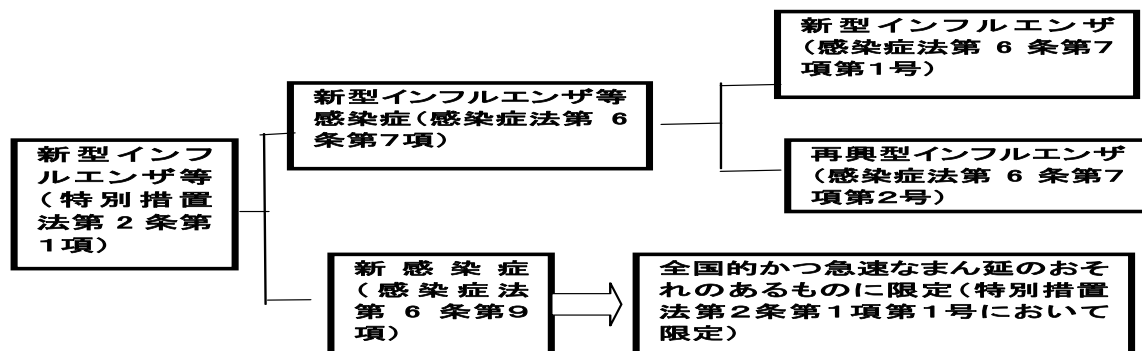 新型インフルエンザ
(感染症法第 6 条第7
項第1号)
新型インフルエンザ等
感染症(感染症法第 6
条第7項)
新型インフ
ルエンザ等
(特別措置
法第 2 条第
1項)
再興型インフルエンザ
(感染症法第 6 条第7
項第2号)
新感染症
(感染症法
第 6 条第9
項)
全国的かつ急速なまん延のおそ
れのあるものに限定(特別措置
法第2条第1項第1号において
限定)